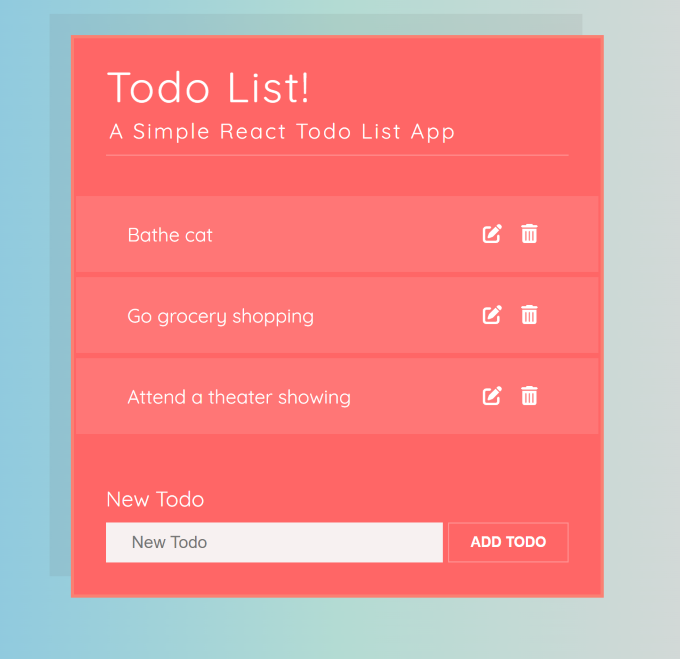 Todo List!
A Simple React Todo List App
Bathe cat
Go grocery shopping
Attend a theater showing
New Todo
New Todo
ADD TODO